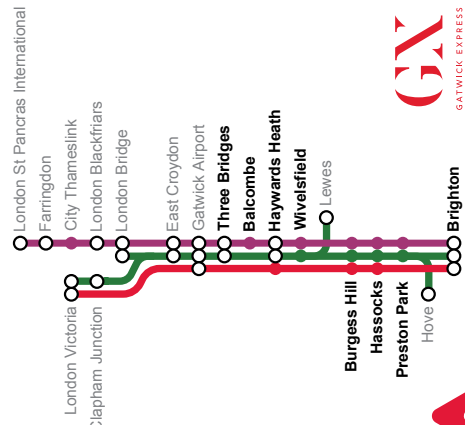 London St Pancras International
Farringdon
City Thameslink
London Blackfriars
London Bridge
East Croydon
Gatwick Airport
Three Bridges
Balcombe
Haywards Heath
Wivelsfield
Lewes
Brighton
London Victoria
Clapham Junction
Burgess Hill
Hassocks
Preston Park
Hove
GX
GATWICK EXPRESS